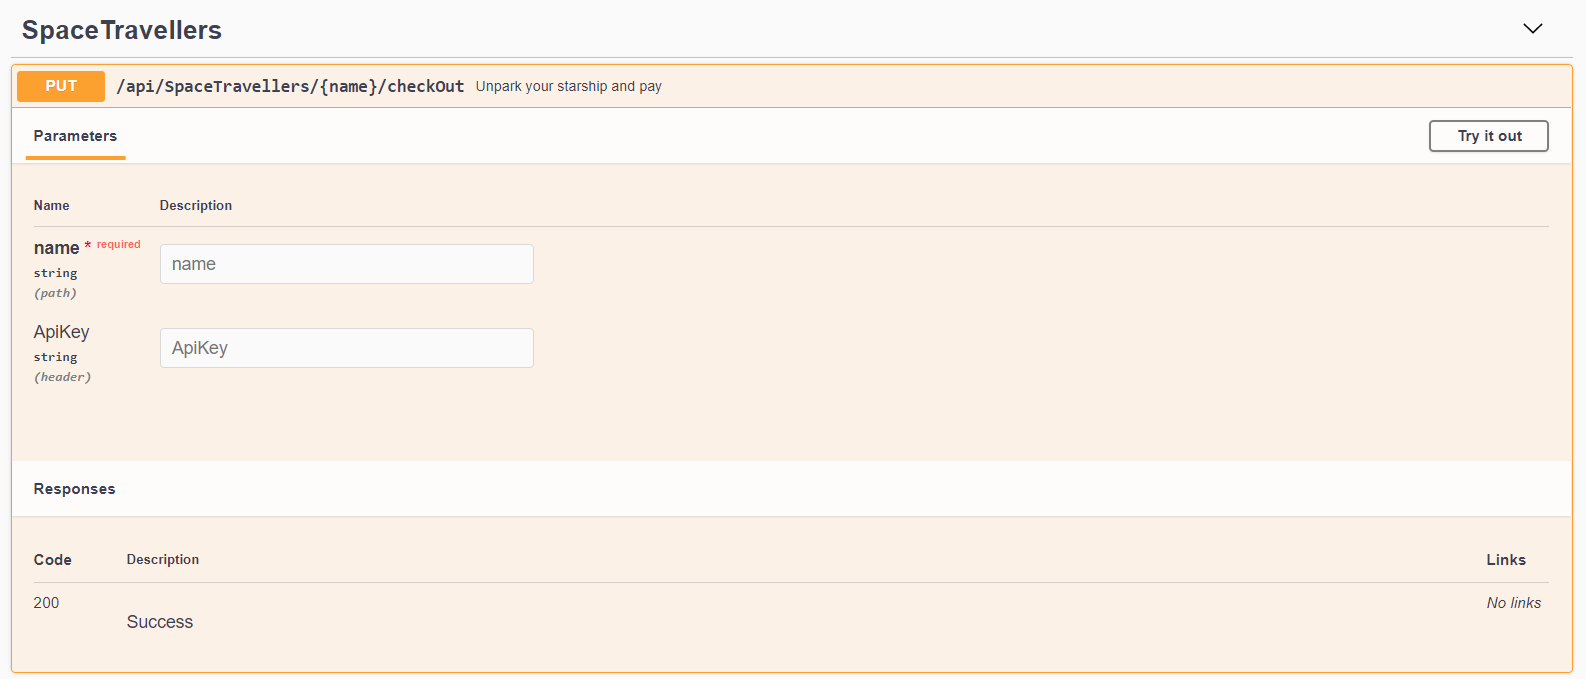 SpaceTravellers
PUT /api/SpaceTravellers/{name}/checkOut Unpark your starship and pay
Parameters Try it out
Name Description
name * required
string
(path)
name
ApiKey
string
(header)
ApiKey
Responses
Code Description Links
200 Success No links